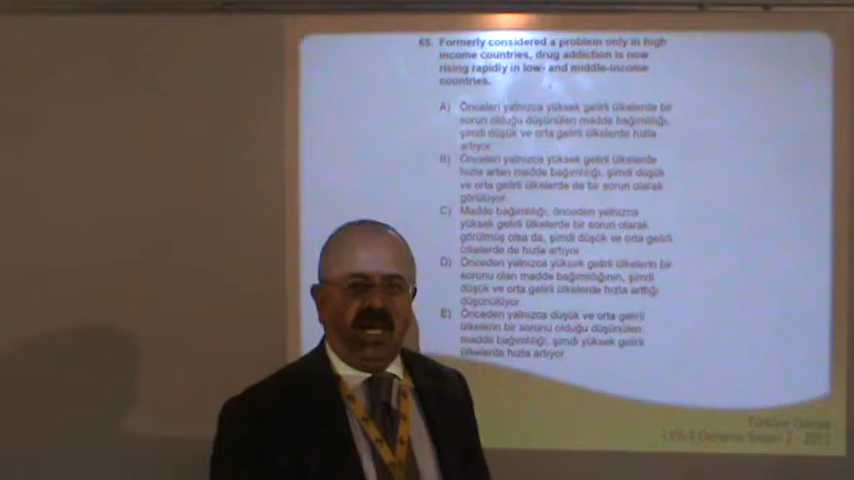 65. Formerly considered a problem only in high
income countries, drug addiction is now
rising rapidly in low- and middle-income
countries.
A) Önceleri yalnızca yüksek gelirli ülkelerde bir
sorun olduğu düşünülen madde bağımlılığı,
şimdi düşük ve orta gelirli ülkelerde hızla
artıyor.
B) Önceleri yalnızca yüksek gelirli ülkelerde
hızla artan madde bağımlılığı, şimdi düşük
ve orta gelirli ülkelerde de bir sorun olarak
görülüyor.
C) Madde bağımlılığı, önceden yalnızca
yüksek gelirli ülkelerde bir sorun olarak
görülmüş olsa da, şimdi düşük ve orta gelirli
ülkelerde de hızla artıyor.
D) Önceden yalnızca yüksek gelirli ülkelerin bir
sorunu olan madde bağımlılığının, şimdi
düşük ve orta gelirli ülkelerde hızla arttığı
düşünülüyor.
E) Önceden yalnızca düşük ve orta gelirli
ülkelerin bir sorunu olduğu düşünülen
madde bağımlılığı, şimdi yüksek gelirli
ülkelerde hızla artıyor.
Türkiye Geneli
Deneme Sınavı 2 - 2012